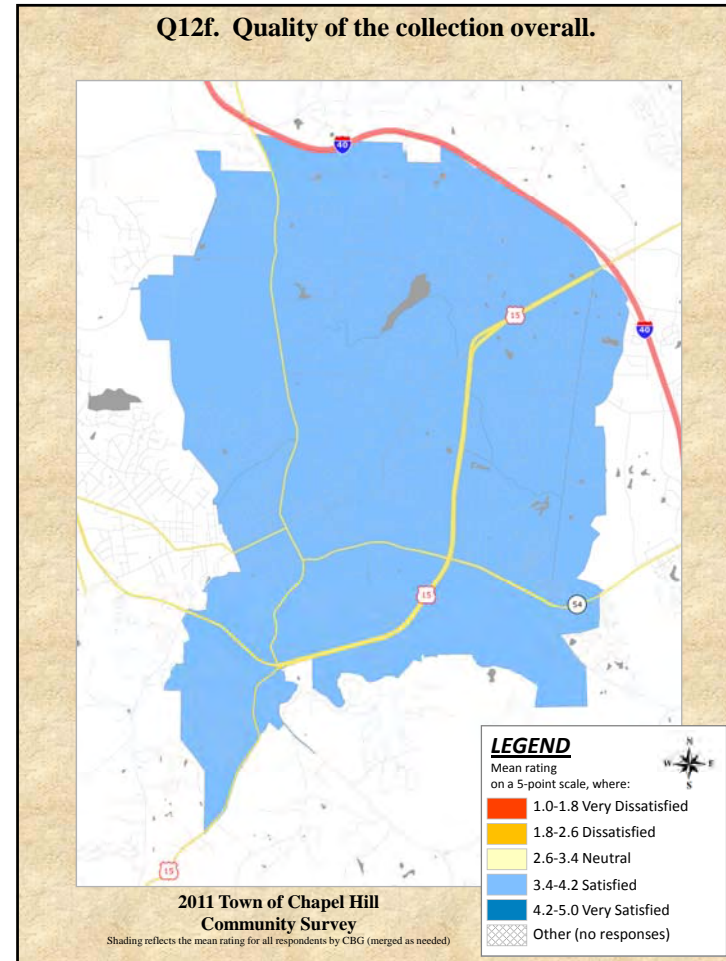 Q12f. Quality of the collection overall.
40
15
40
15
54
15
LEGEND
N
W E
S
Mean rating
on a 5-point scale, where:
1.0-1.8 Very Dissatisfied
1.8-2.6 Dissatisfied
2.6-3.4 Neutral
3.4-4.2 Satisfied
4.2-5.0 Very Satisfied
Other (no responses)
2011 Town of Chapel Hill
Community Survey
Shading reflects the mean rating for all respondents by CBG (merged as needed)